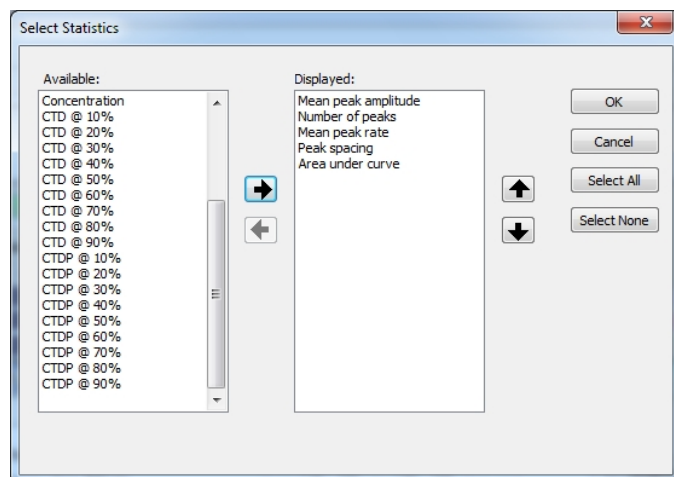 Select Statistics
Available:
Concentration
CTD @ 10%
CTD @ 20%
CTD @ 30%
CTD @ 40%
CTD @ 50%
CTD @ 60%
CTD @ 70%
CTD @ 80%
CTD @ 90%
CTDP @ 10%
CTDP @ 20%
CTDP @ 30%
CTDP @ 40%
CTDP @ 50%
CTDP @ 60%
CTDP @ 70%
CTDP @ 80%
CTDP @ 90%
Displayed:
Mean peak amplitude
Number of peaks
Mean peak rate
Peak spacing
Area under curve
OK
Cancel
Select All
Select None